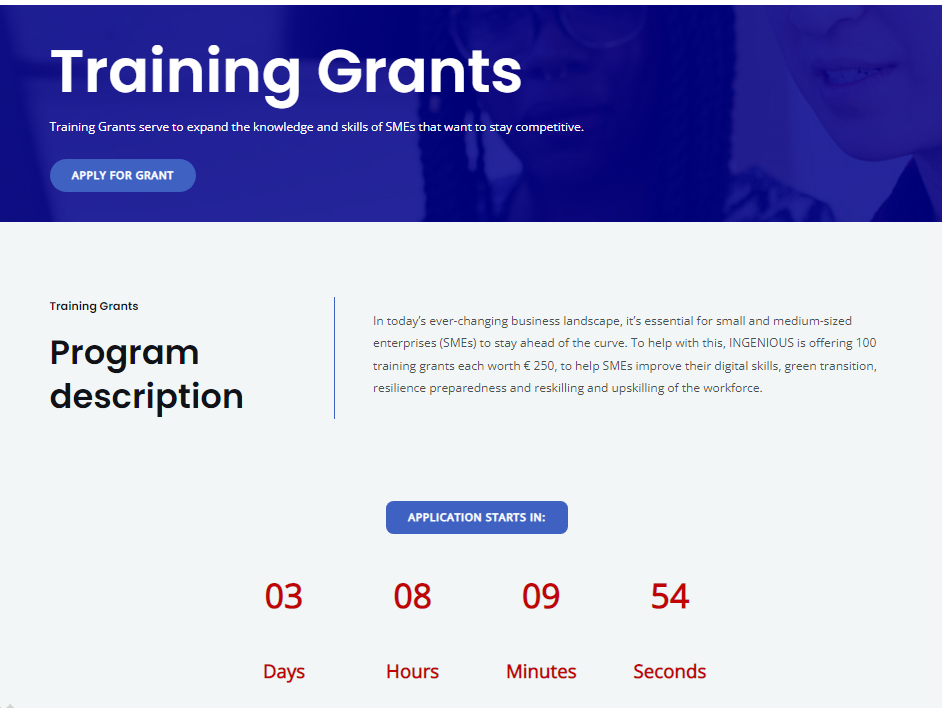 Training Grants
Training Grants serve to expand the knowledge and skills of SMEs that want to stay competitive.
APPLY FOR GRANT
Training Grants
Program
description
In today’s ever-changing business landscape, it’s essential for small and medium-sized
enterprises (SMEs) to stay ahead of the curve. To help with this, INGENIOUS is offering 100
training grants each worth € 250, to help SMEs improve their digital skills, green transition,
resilience preparedness and reskilling and upskilling of the workforce.
APPLICATION STARTS IN:
03 08 09 54
Days Hours Minutes Seconds